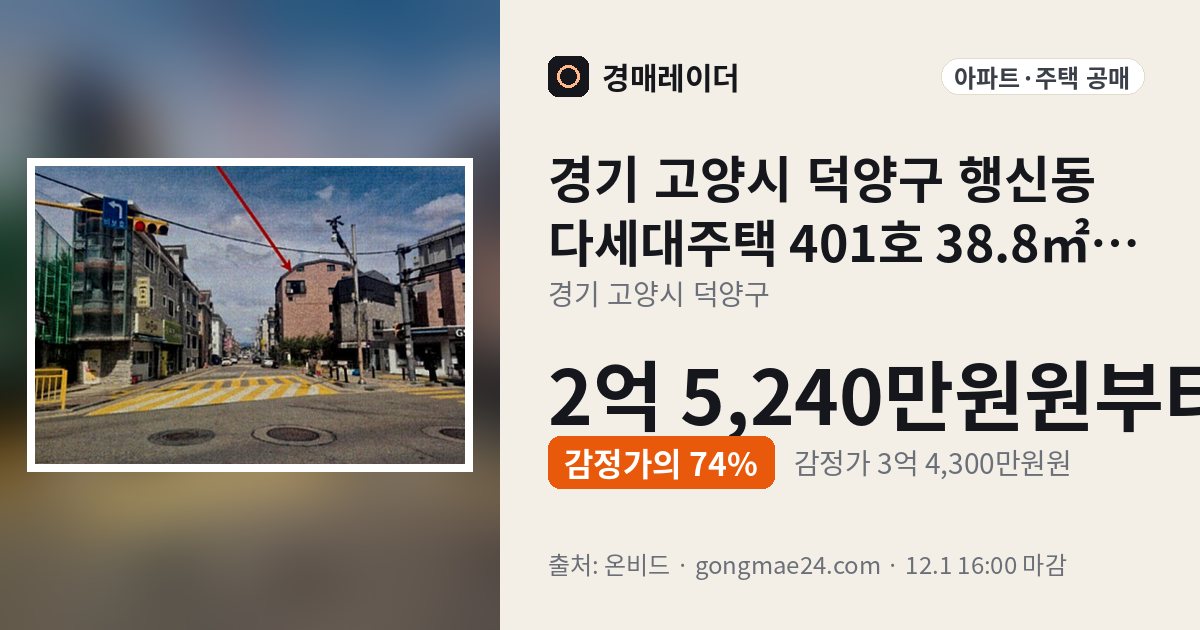 경매레이더
아파트·주택 공매
경기 고양시 덕양구 행신동
다세대주택 401호 38.8㎡…
경기 고양시 덕양구
2억 5,240만원원부터
감정가의 74%
감정가 3억 4,300만원원
출처: 온비드 · gongmae24.com · 12.1 16:00 마감
비보호